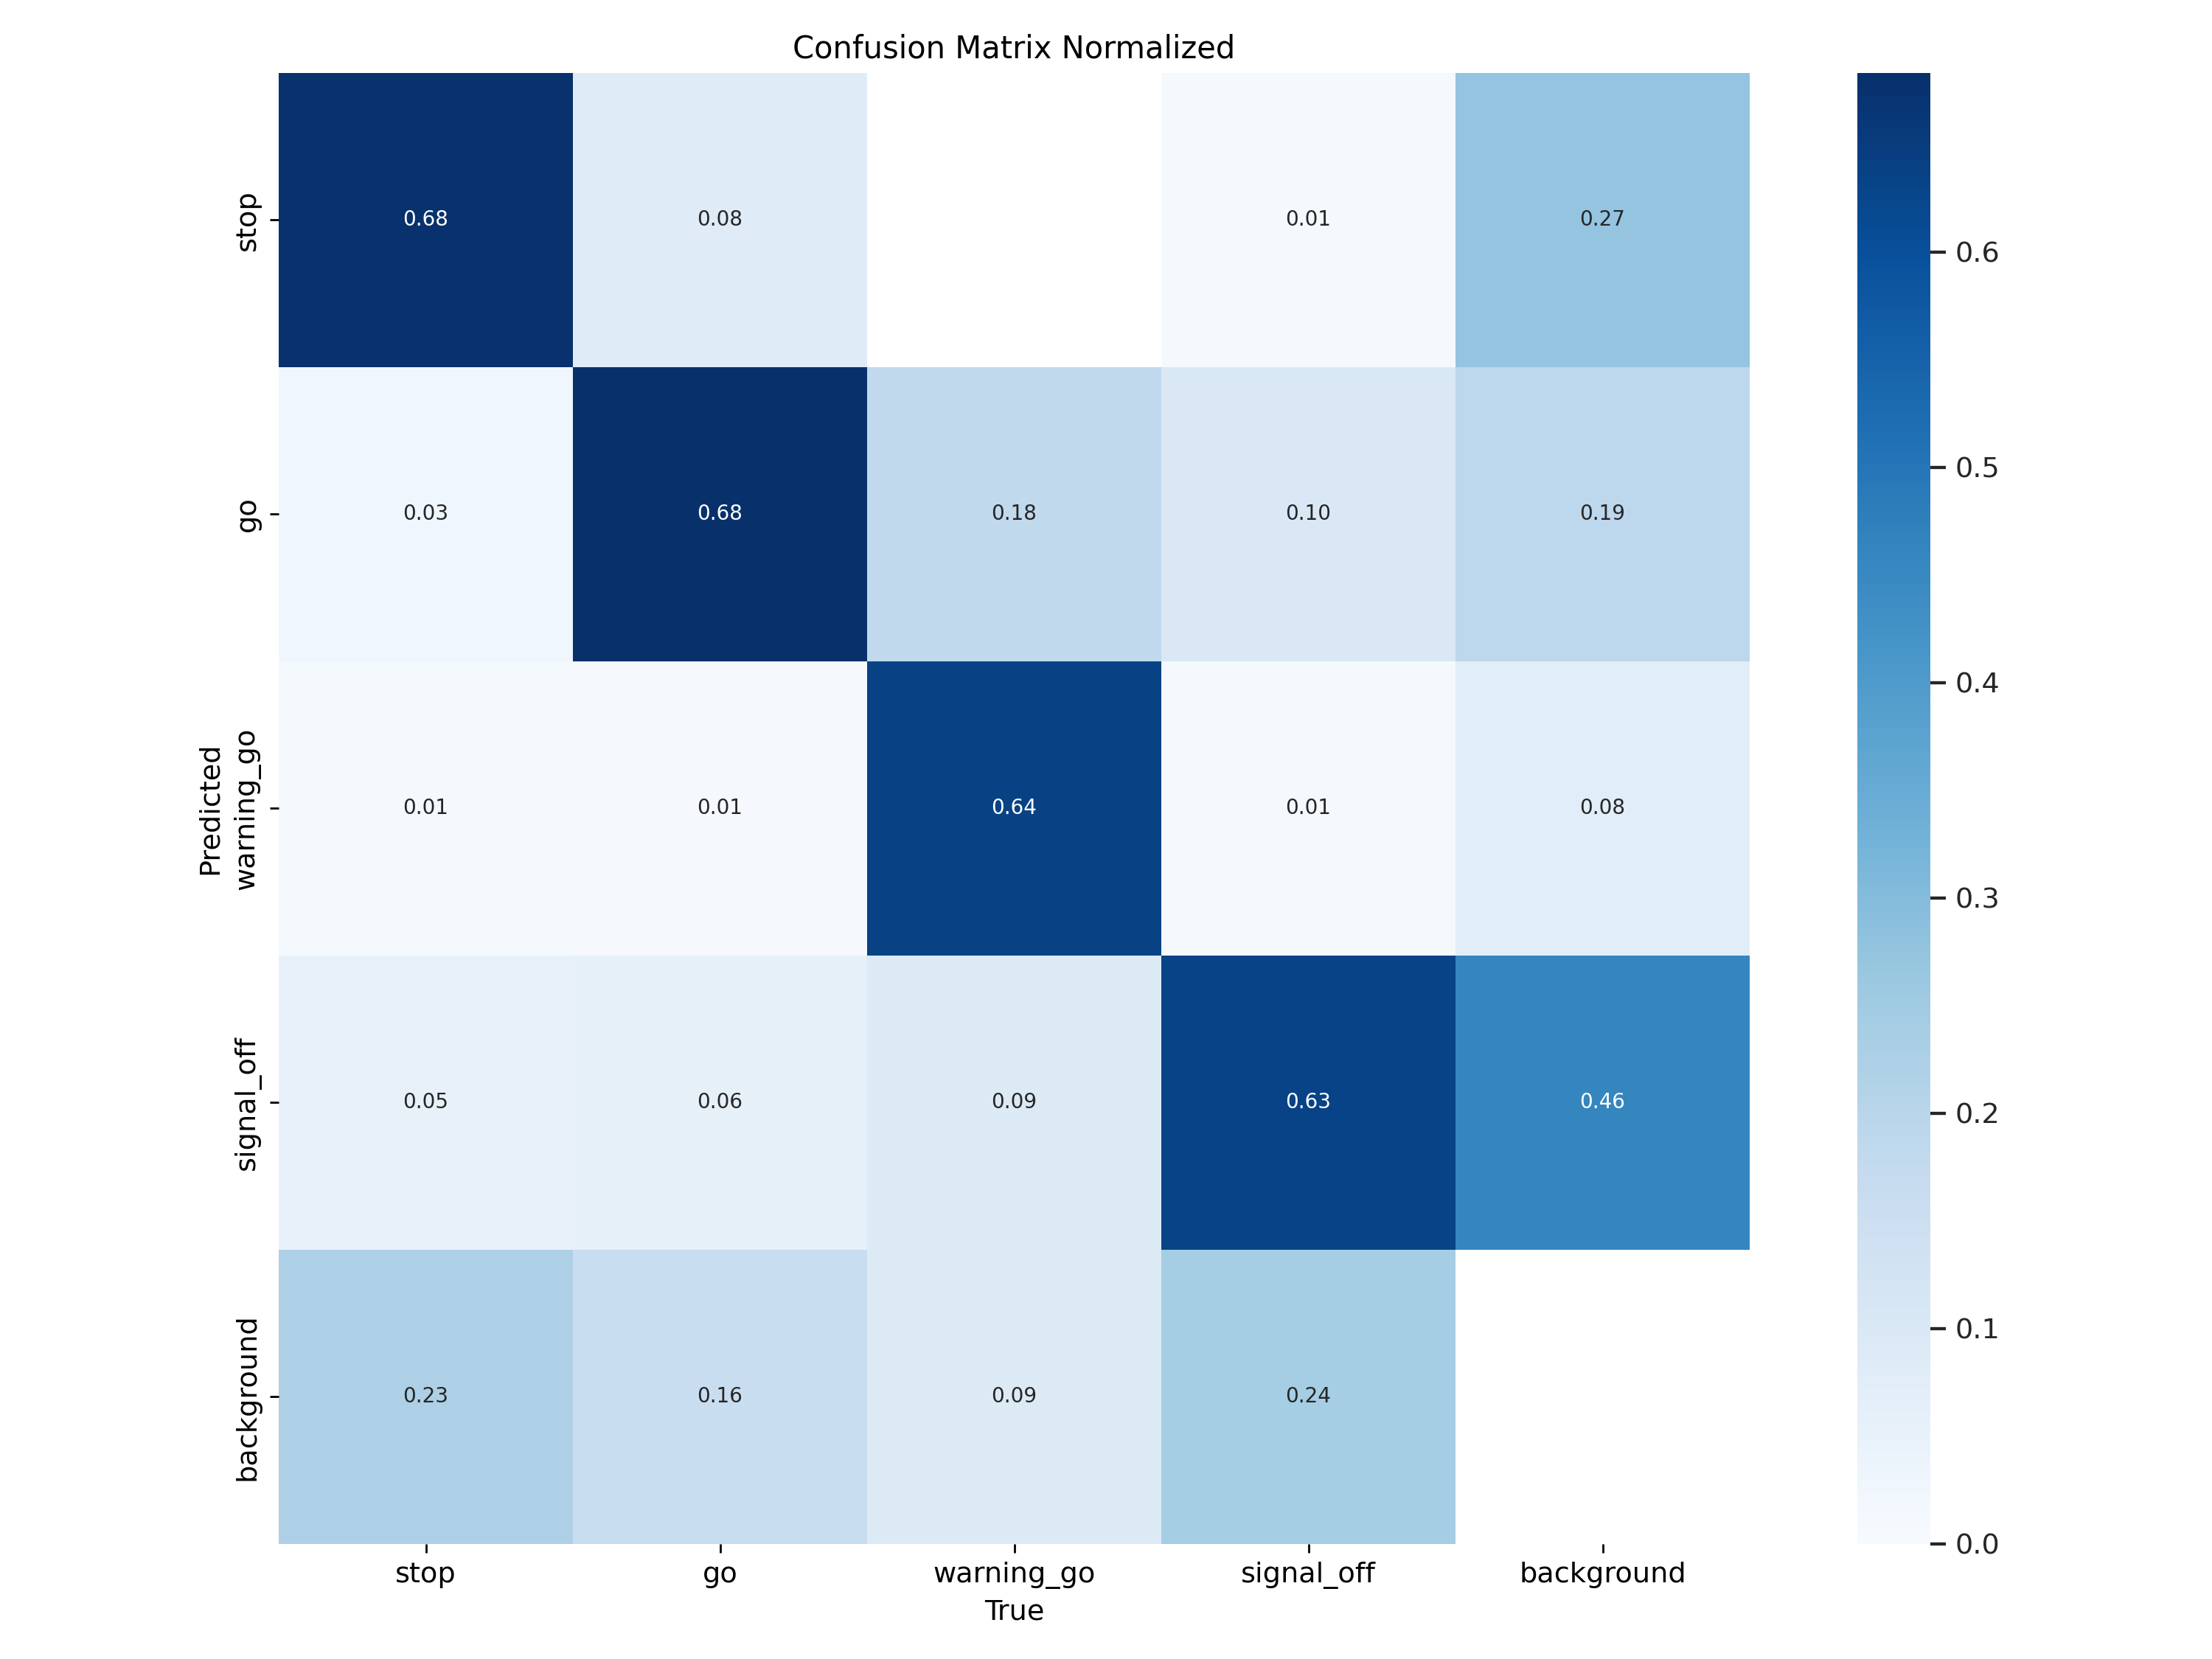 Confusion Matrix Normalized
stop 0.68 0.08 0.01 0.27
go 0.03 0.68 0.18 0.10 0.19
warning_go 0.01 0.01 0.64 0.01 0.08
signal_off 0.05 0.06 0.09 0.63 0.46
background 0.23 0.16 0.09 0.24
stop go warning_go signal_off background
True
Predicted
0.6
0.5
0.4
0.3
0.2
0.1
0.0